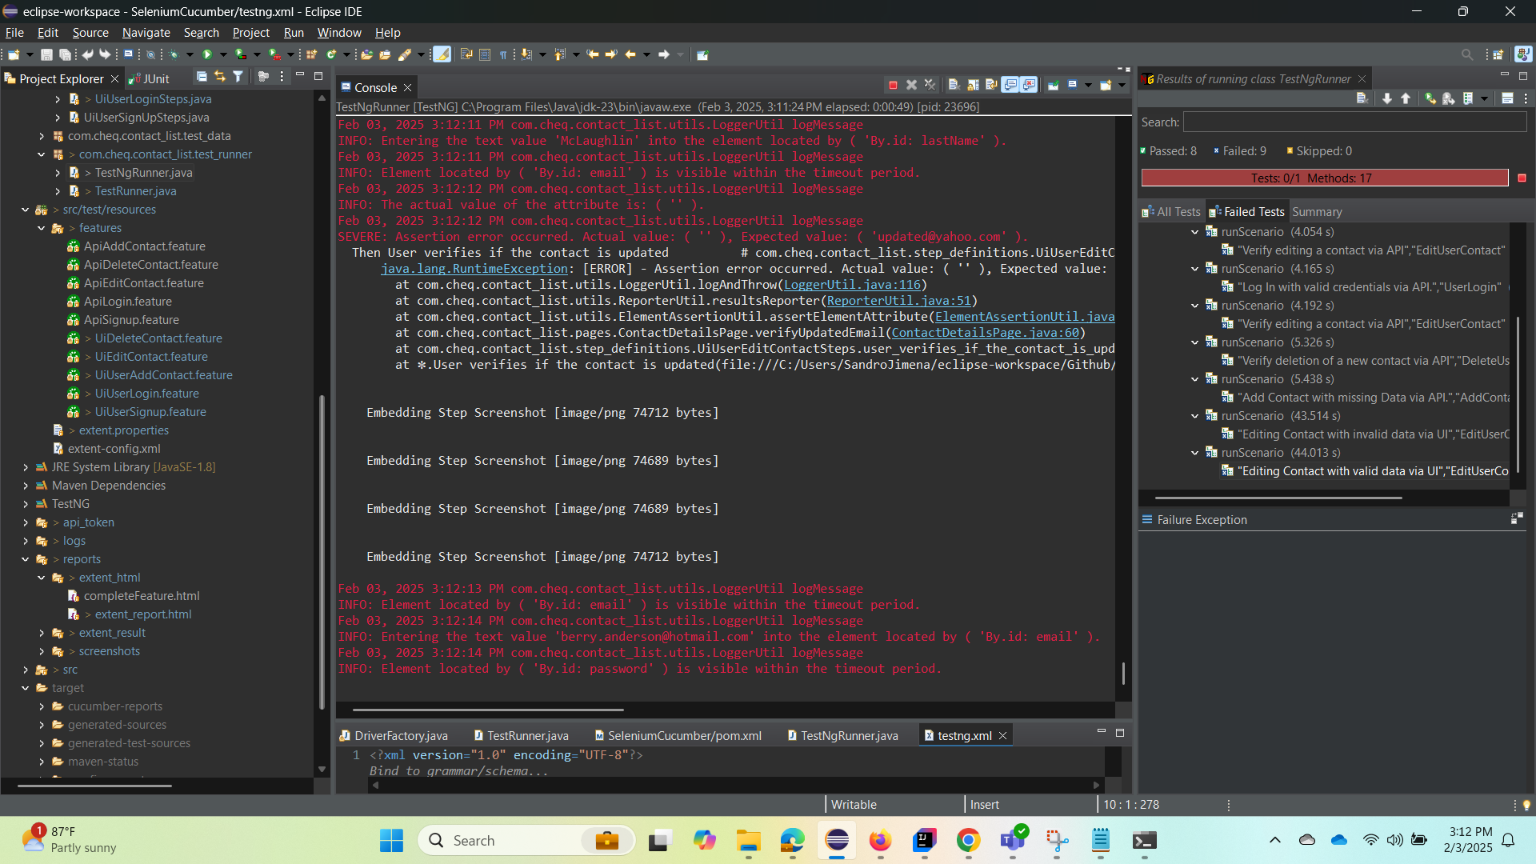 eclipse-workspace - SeleniumCucumber/testng.xml - Eclipse IDE
File Edit Source Navigate Search Project Run Window Help
Project Explorer JUnit
> UiUserLoginSteps.java
UiUserSignUpSteps.java
com.cheq.contact_list.test_data
> com.cheq.contact_list.test_runner
> TestNgRunner.java
> TestRunner.java
> src/test/resources
> features
ApiAddContact.feature
ApiDeleteContact.feature
ApiEditContact.feature
ApiLogin.feature
ApiSignup.feature
> UiDeleteContact.feature
> UiEditContact.feature
> UiUserAddContact.feature
> UiUserLogin.feature
> UiUserSignup.feature
> extent.properties
extent-config.xml
JRE System Library [JavaSE-1.8]
Maven Dependencies
TestNG
> api_token
> logs
> reports
> extent_html
completeFeature.html
> extent_report.html
> extent_result
> screenshots
> src
target
cucumber-reports
generated-sources
generated-test-sources
maven-status
Console
TestNgRunner [TestNG] C:\Program Files\Java\jdk-23\bin\javaw.exe (Feb 3, 2025, 3:11:24 PM elapsed: 0:00:49) [pid: 23696]
Feb 03, 2025 3:12:11 PM com.cheq.contact_list.utils.LoggerUtil logMessage
INFO: Entering the text value 'McLaughlin' into the element located by ( 'By.id: lastName' ).
Feb 03, 2025 3:12:11 PM com.cheq.contact_list.utils.LoggerUtil logMessage
INFO: Element located by ( 'By.id: email' ) is visible within the timeout period.
Feb 03, 2025 3:12:12 PM com.cheq.contact_list.utils.LoggerUtil logMessage
INFO: The actual value of the attribute is: ( '' ).
Feb 03, 2025 3:12:12 PM com.cheq.contact_list.utils.LoggerUtil logMessage
SEVERE: Assertion error occurred. Actual value: ( '' ), Expected value: ( 'updated@yahoo.com' ).
Then User verifies if the contact is updated # com.cheq.contact_list.step_definitions.UiUserEditC
java.lang.RuntimeException: [ERROR] - Assertion error occurred. Actual value: ( '' ), Expected value:
at com.cheq.contact_list.utils.LoggerUtil.logAndThrow(LoggerUtil.java:116)
at com.cheq.contact_list.utils.ReporterUtil.resultsReporter(ReporterUtil.java:51)
at com.cheq.contact_list.utils.ElementAssertionUtil.assertElementAttribute(ElementAssertionUtil.java
at com.cheq.contact_list.pages.ContactDetailsPage.verifyUpdatedEmail(ContactDetailsPage.java:60)
at com.cheq.contact_list.step_definitions.UiUserEditContactSteps.user_verifies_if_the_contact_is_upd
at ✽.User verifies if the contact is updated(file:///C:/Users/SandroJimena/eclipse-workspace/Github/
Embedding Step Screenshot [image/png 74712 bytes]
Embedding Step Screenshot [image/png 74689 bytes]
Embedding Step Screenshot [image/png 74689 bytes]
Embedding Step Screenshot [image/png 74712 bytes]
Feb 03, 2025 3:12:13 PM com.cheq.contact_list.utils.LoggerUtil logMessage
INFO: Element located by ( 'By.id: email' ) is visible within the timeout period.
Feb 03, 2025 3:12:14 PM com.cheq.contact_list.utils.LoggerUtil logMessage
INFO: Entering the text value 'berry.anderson@hotmail.com' into the element located by ( 'By.id: email' ).
Feb 03, 2025 3:12:14 PM com.cheq.contact_list.utils.LoggerUtil logMessage
INFO: Element located by ( 'By.id: password' ) is visible within the timeout period.
DriverFactory.java TestRunner.java SeleniumCucumber/pom.xml TestNgRunner.java testng.xml
1 <?xml version="1.0" encoding="UTF-8"?>
Bind to grammar/schema...
Results of running class TestNgRunner
Search:
Passed: 8 Failed: 9 Skipped: 0
Tests: 0/1 Methods: 17
All Tests Failed Tests Summary
runScenario (4.054 s)
"Verify editing a contact via API","EditUserContact"
runScenario (4.165 s)
"Log In with valid credentials via API.","UserLogin"
runScenario (4.192 s)
"Verify editing a contact via API","EditUserContact"
runScenario (5.326 s)
"Verify deletion of a new contact via API","DeleteUs
runScenario (5.438 s)
"Add Contact with missing Data via API.","AddConta
runScenario (43.514 s)
"Editing Contact with invalid data via UI","EditUserC
runScenario (44.013 s)
"Editing Contact with valid data via UI","EditUserCo
Failure Exception
Writable Insert 10 : 1 : 278
1
87°F
Partly sunny
Search
3:12 PM
2/3/2025